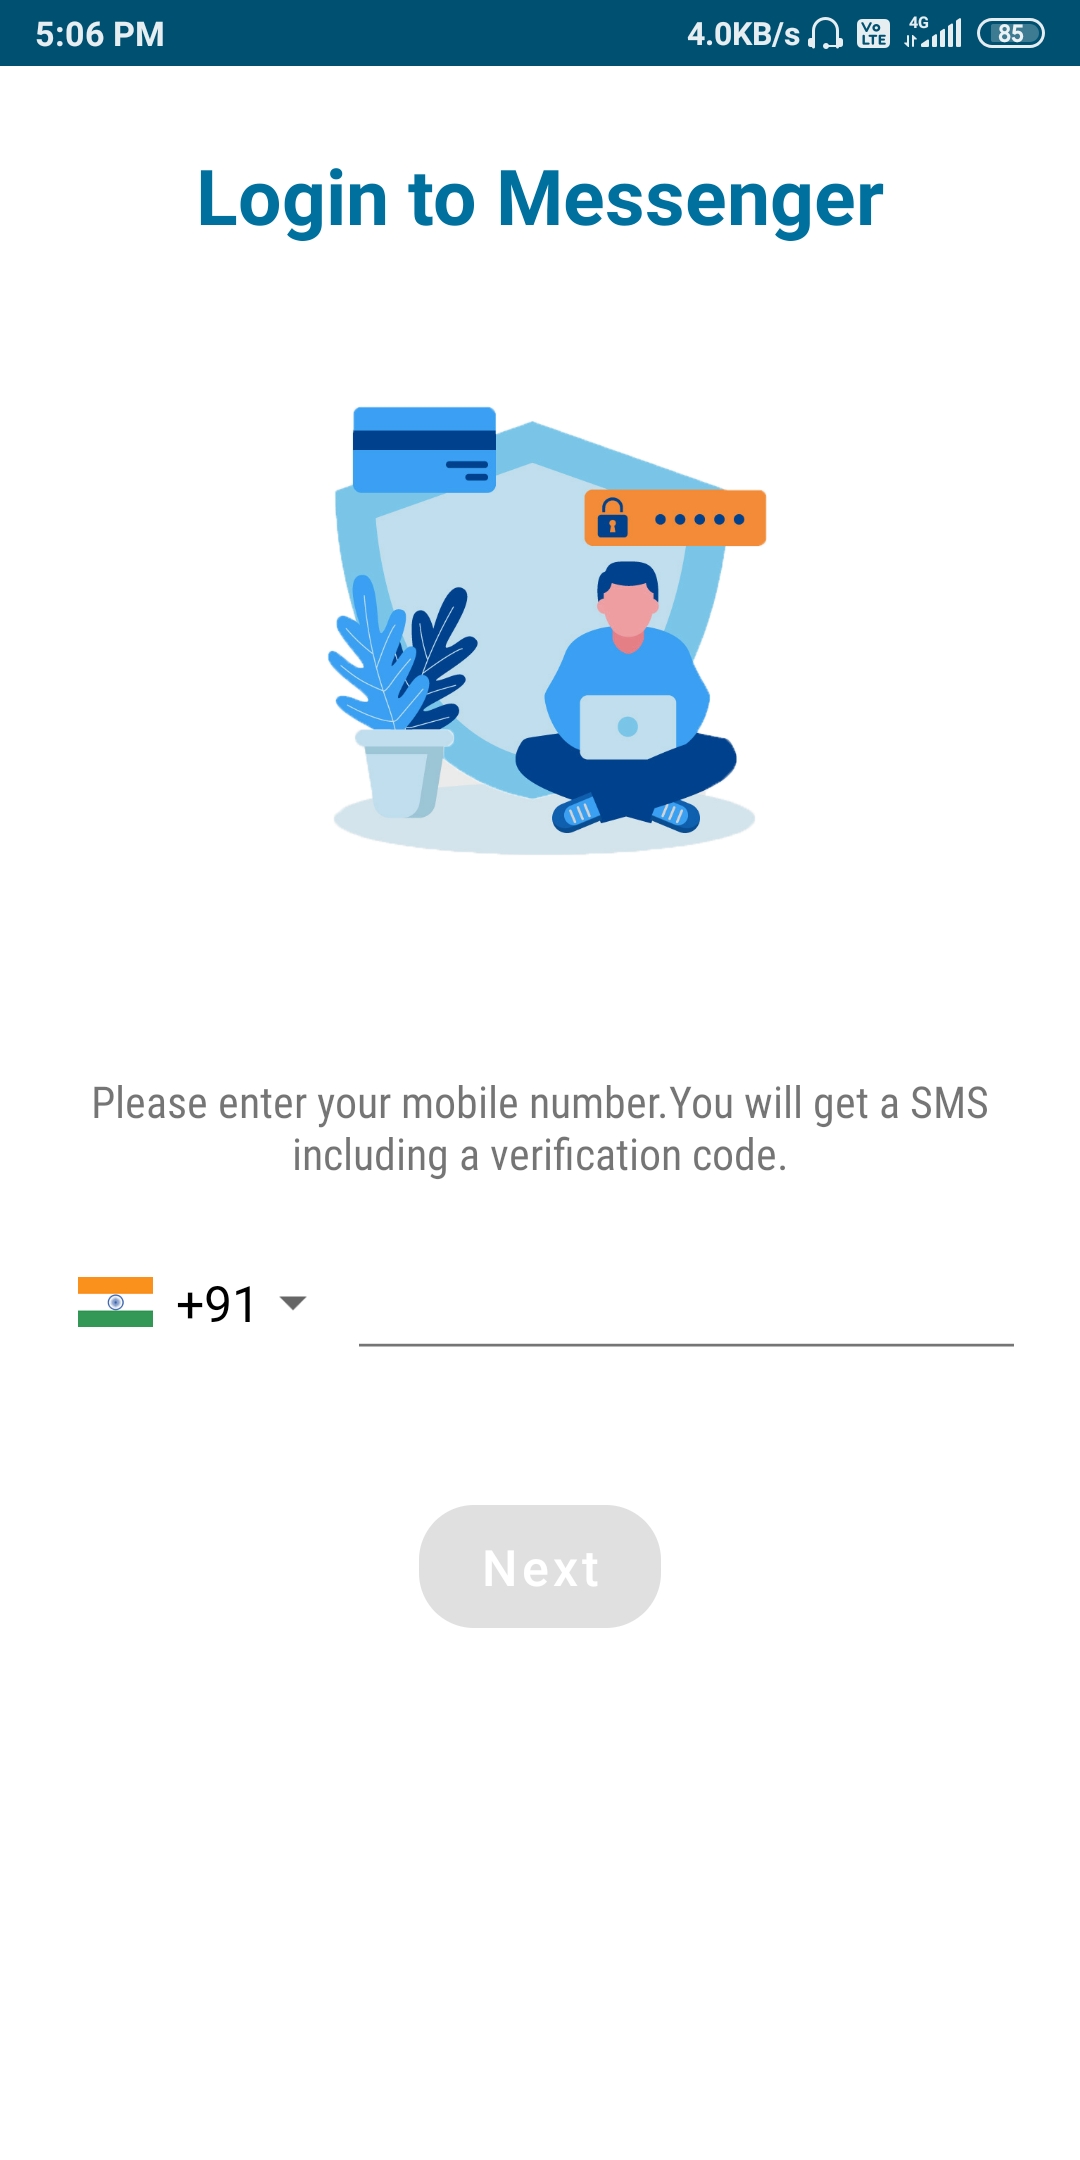 5:06 PM 4.0KB/s Vo LTE 4G 85
Login to Messenger
Please enter your mobile number.You will get a SMS
including a verification code.
+91
Next